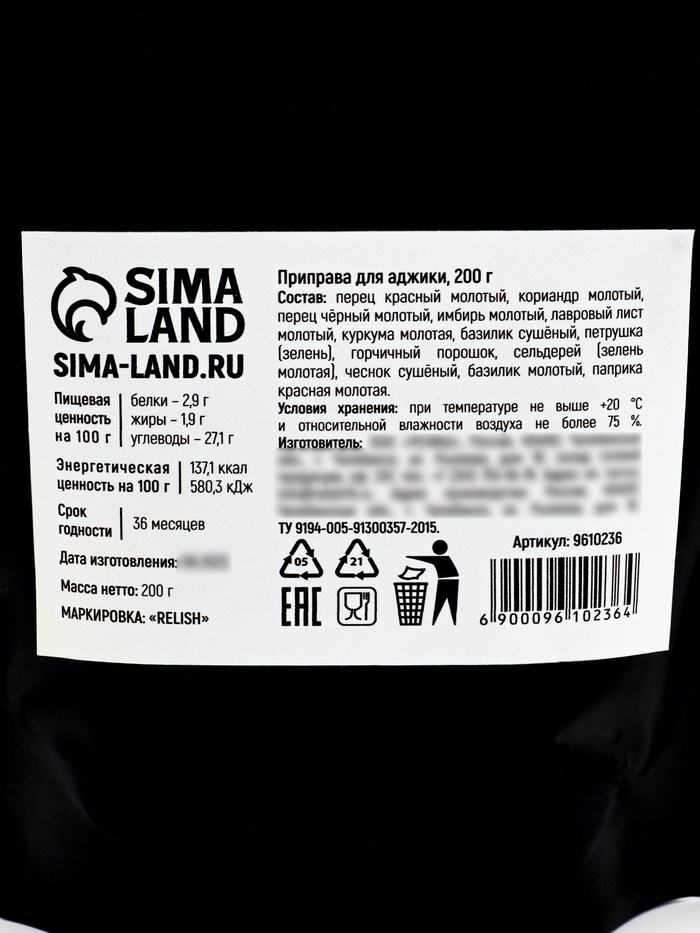 SIMA
LAND
SIMA-LAND.RU
Пищевая
ценность
на 100 г
белки – 2,9 г
жиры – 1,9 г
углеводы – 27,1 г
Энергетическая
ценность на 100 г
137,1 ккал
580,3 кДж
Срок
годности
36 месяцев
Дата изготовления:
Масса нетто: 200 г
МАРКИРОВКА: «RELISH»
Приправа для аджики, 200 г
Состав: перец красный молотый, кориандр молотый,
перец чёрный молотый, имбирь молотый, лавровый лист
молотый, куркума молотая, базилик сушёный, петрушка
(зелень), горчичный порошок, сельдерей (зелень
молотая), чеснок сушёный, базилик молотый, паприка
красная молотая.
Условия хранения: при температуре не выше +20 °С
и относительной влажности воздуха не более 75 %.
Изготовитель:
ТУ 9194-005-91300357-2015.
05
21
EAC
Артикул: 9610236
6 900096 102364